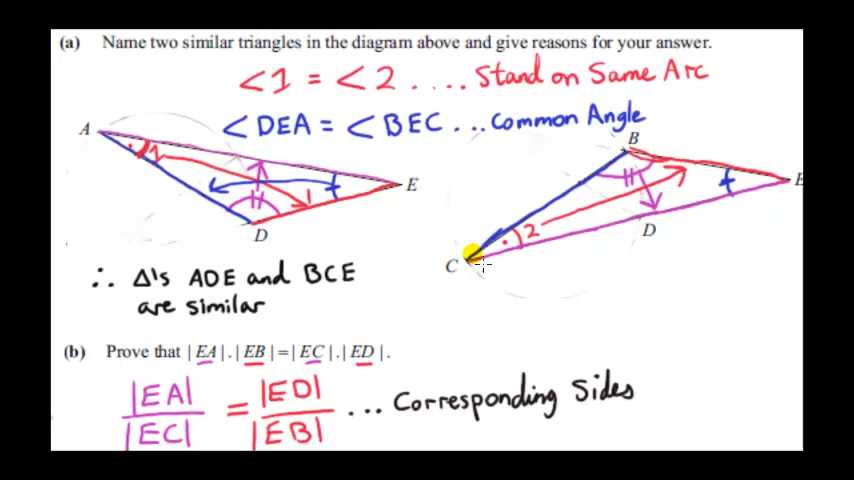 (a) Name two similar triangles in the diagram above and give reasons for your answer.
<1 = <2 .... Stand on Same Arc
<DEA = <BEC ... Common Angle
A
1
E
D
B
2
E
D
C
∴ Δ's ADE and BCE
are similar
(b) Prove that |EA|.|EB|=|EC|.|ED|.
|EA|/|EC| = |ED|/|EB| ... Corresponding Sides